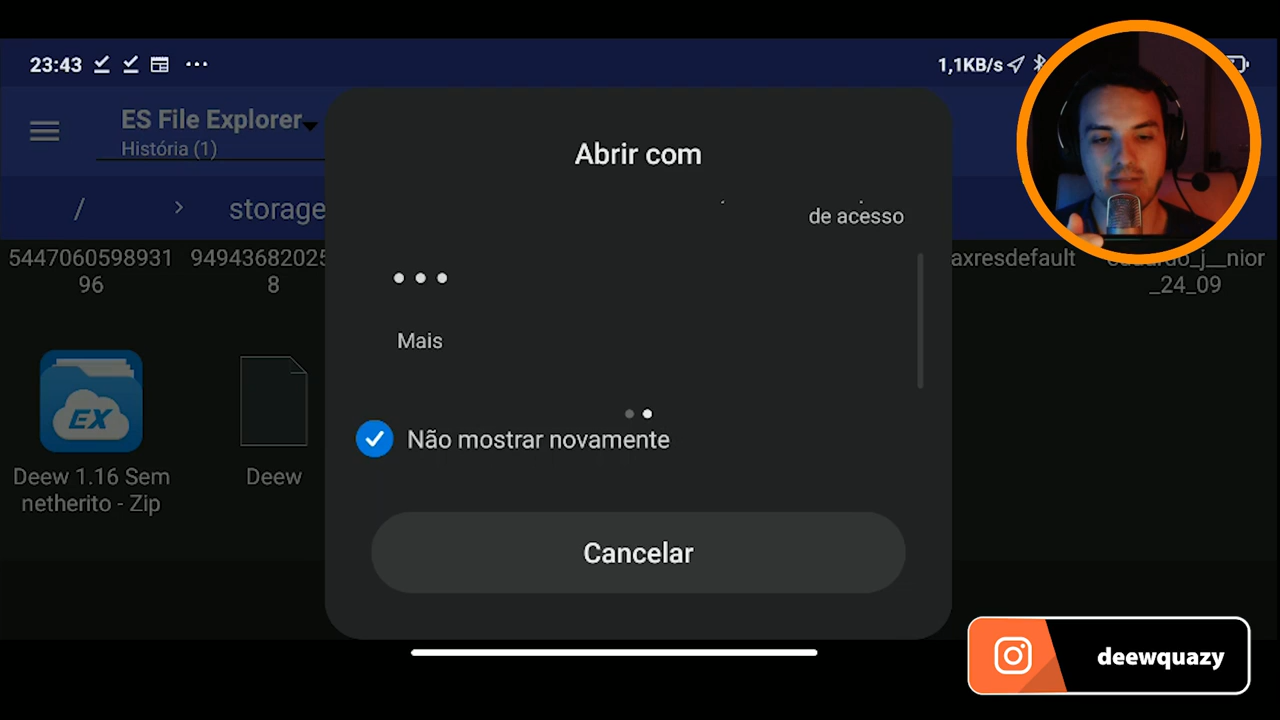 23:43
1,1KB/s
ES File Explorer
História (1)
Abrir com
/ > storage
de acesso
5447060598931
96
94943682025
8
axresdefault
_24_09
Mais
EX
Não mostrar novamente
Deew 1.16 Sem
netherito - Zip
Deew
Cancelar
deewquazy